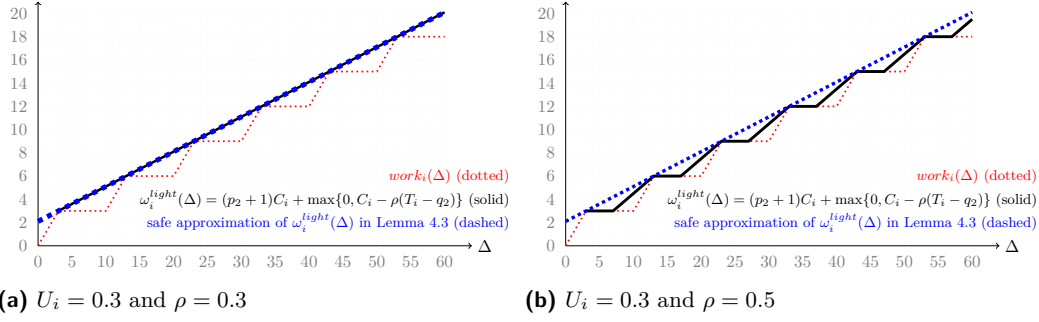 20
18
16
14
12
10
8
6
4
2
0
0 5 10 15 20 25 30 35 40 45 50 55 60
Δ
work_i(Δ) (dotted)
ω_i^{light}(Δ) = (p_2 + 1)C_i + max{0, C_i − ρ(T_i − q_2)} (solid)
safe approximation of ω_i^{light}(Δ) in Lemma 4.3 (dashed)
(a) U_i = 0.3 and ρ = 0.3
20
18
16
14
12
10
8
6
4
2
0
0 5 10 15 20 25 30 35 40 45 50 55 60
Δ
work_i(Δ) (dotted)
ω_i^{light}(Δ) = (p_2 + 1)C_i + max{0, C_i − ρ(T_i − q_2)} (solid)
safe approximation of ω_i^{light}(Δ) in Lemma 4.3 (dashed)
(b) U_i = 0.3 and ρ = 0.5